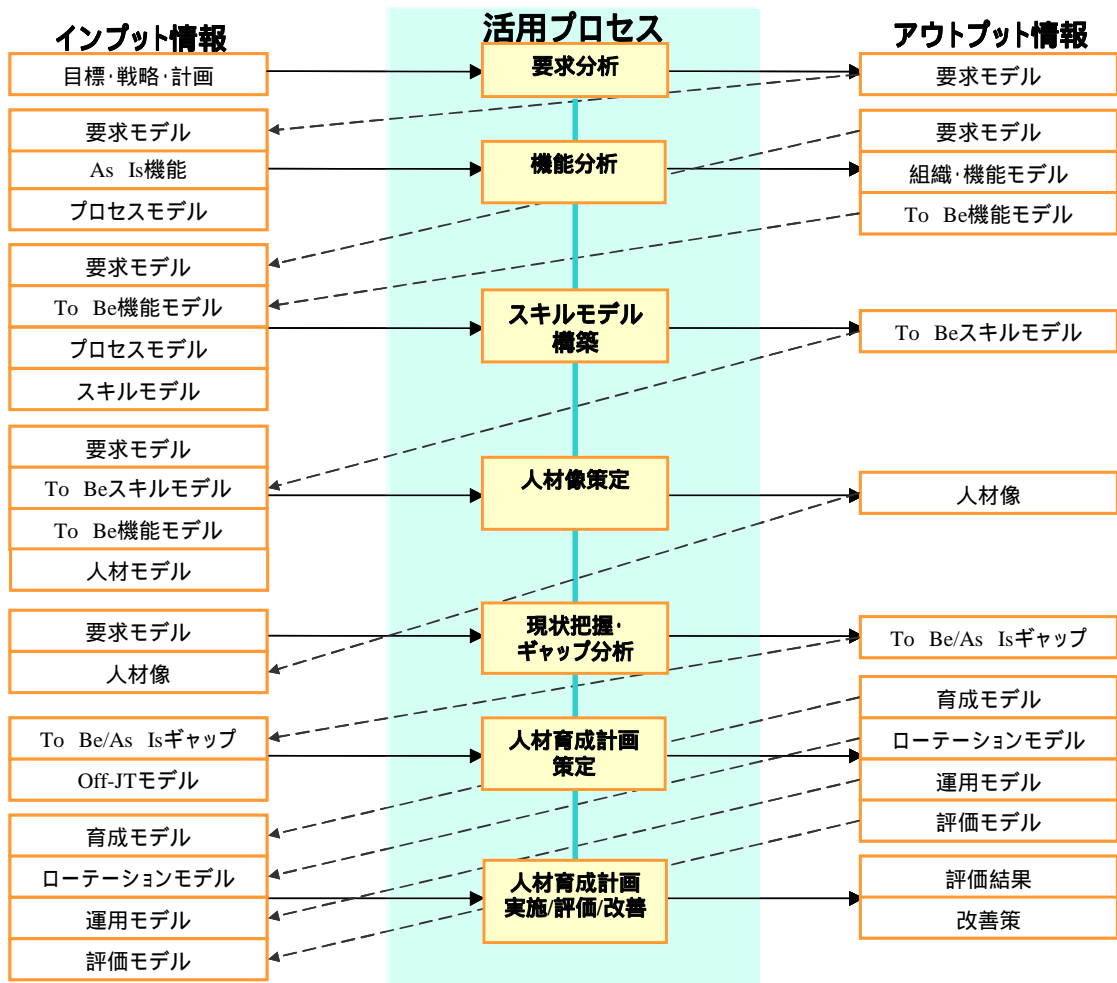 インプット情報
活用プロセス
アウトプット情報
目標･戦略･計画
要求分析
要求モデル
要求モデル
As Is機能
プロセスモデル
機能分析
要求モデル
組織･機能モデル
To Be機能モデル
要求モデル
To Be機能モデル
プロセスモデル
スキルモデル
スキルモデル
構築
To Beスキルモデル
要求モデル
To Beスキルモデル
To Be機能モデル
人材モデル
人材像策定
人材像
要求モデル
人材像
現状把握･
ギャップ分析
To Be/As Isギャップ
To Be/As Isギャップ
Off-JTモデル
人材育成計画
策定
育成モデル
ローテーションモデル
運用モデル
評価モデル
育成モデル
ローテーションモデル
運用モデル
評価モデル
人材育成計画
実施/評価/改善
評価結果
改善策